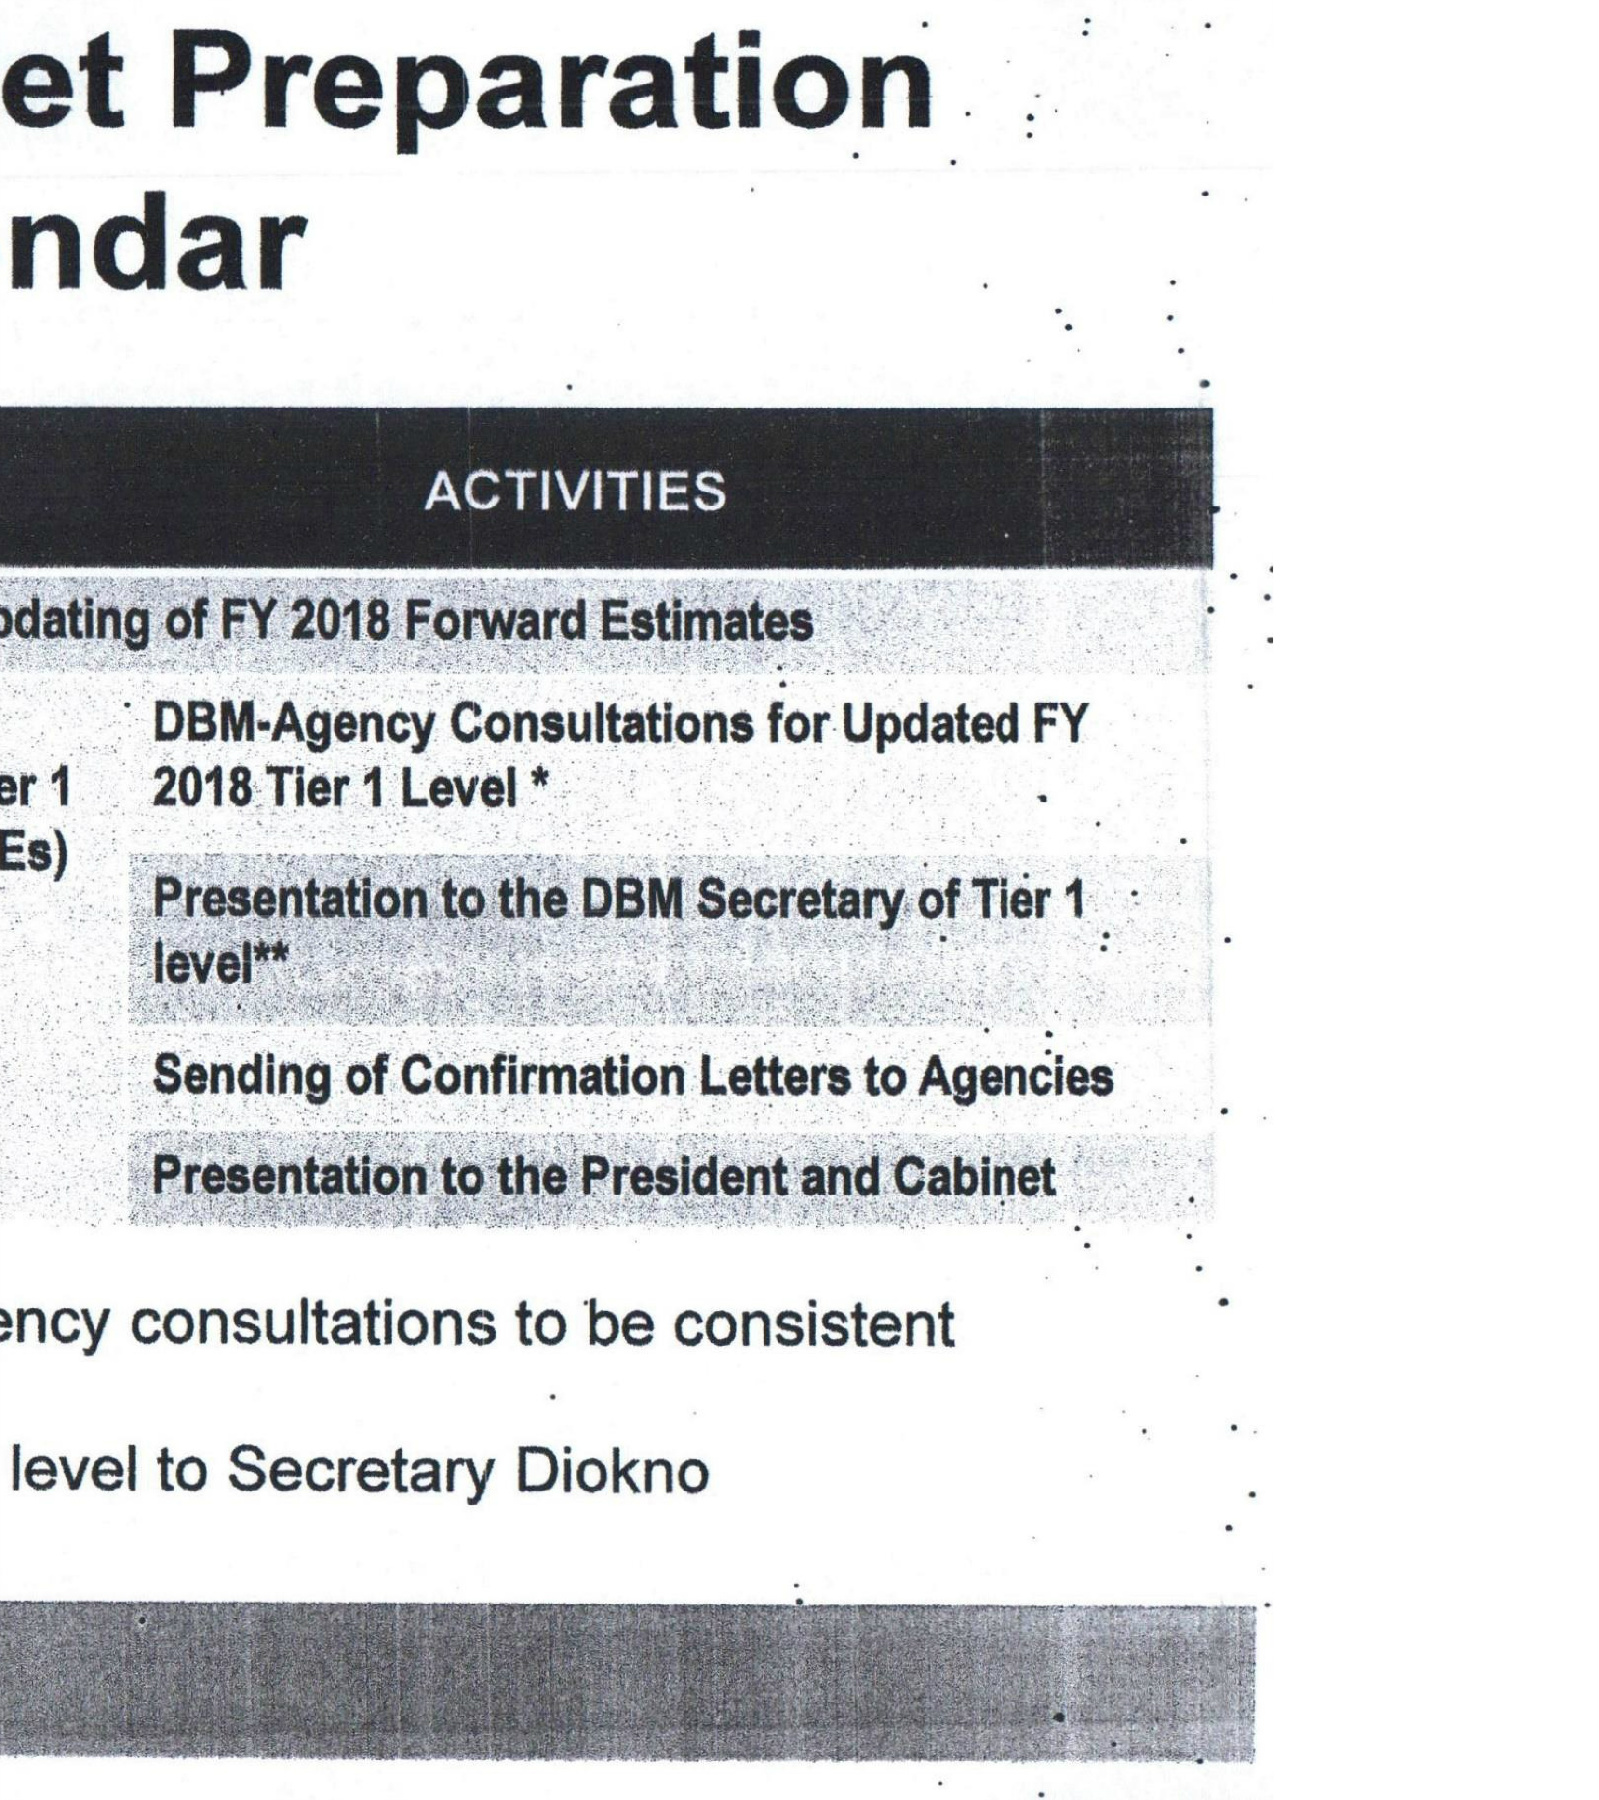 et Preparation
ndar
ACTIVITIES
pdating of FY 2018 Forward Estimates
DBM-Agency Consultations for Updated FY
er 1 2018 Tier 1 Level *
Es)
Presentation to the DBM Secretary of Tier 1
level**
Sending of Confirmation Letters to Agencies
Presentation to the President and Cabinet
ency consultations to be consistent
level to Secretary Diokno